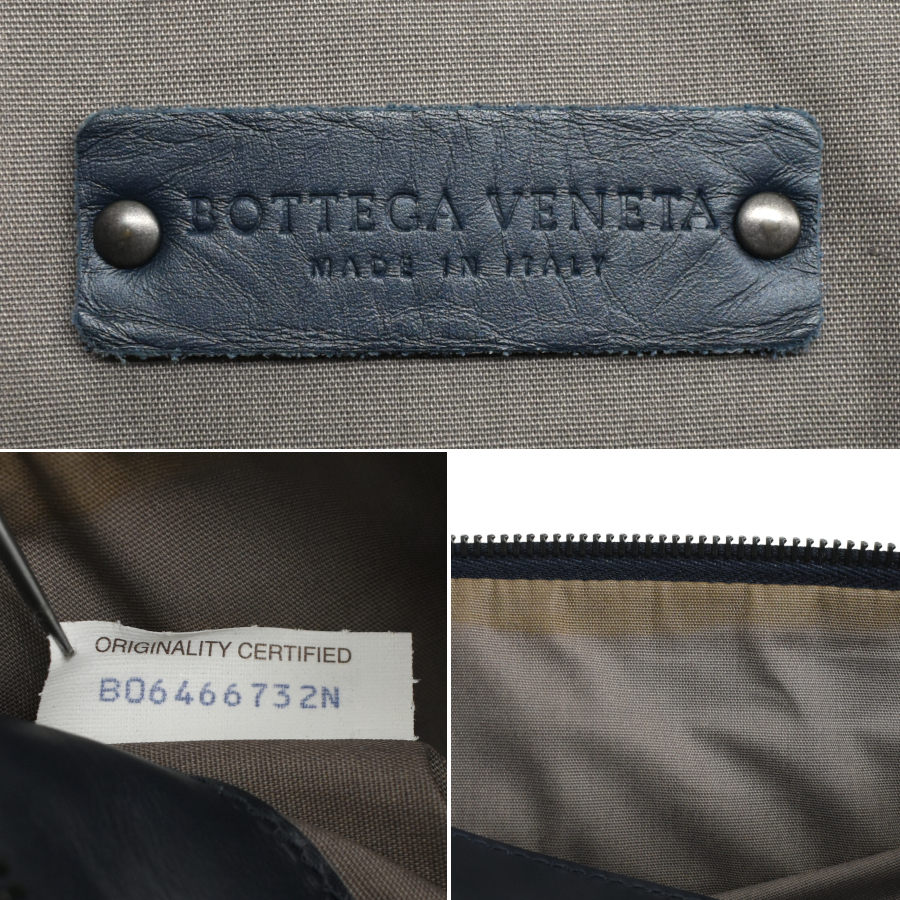 BOTTEGA VENETA
MADE IN ITALY
ORIGINALITY CERTIFIED
B06466732N